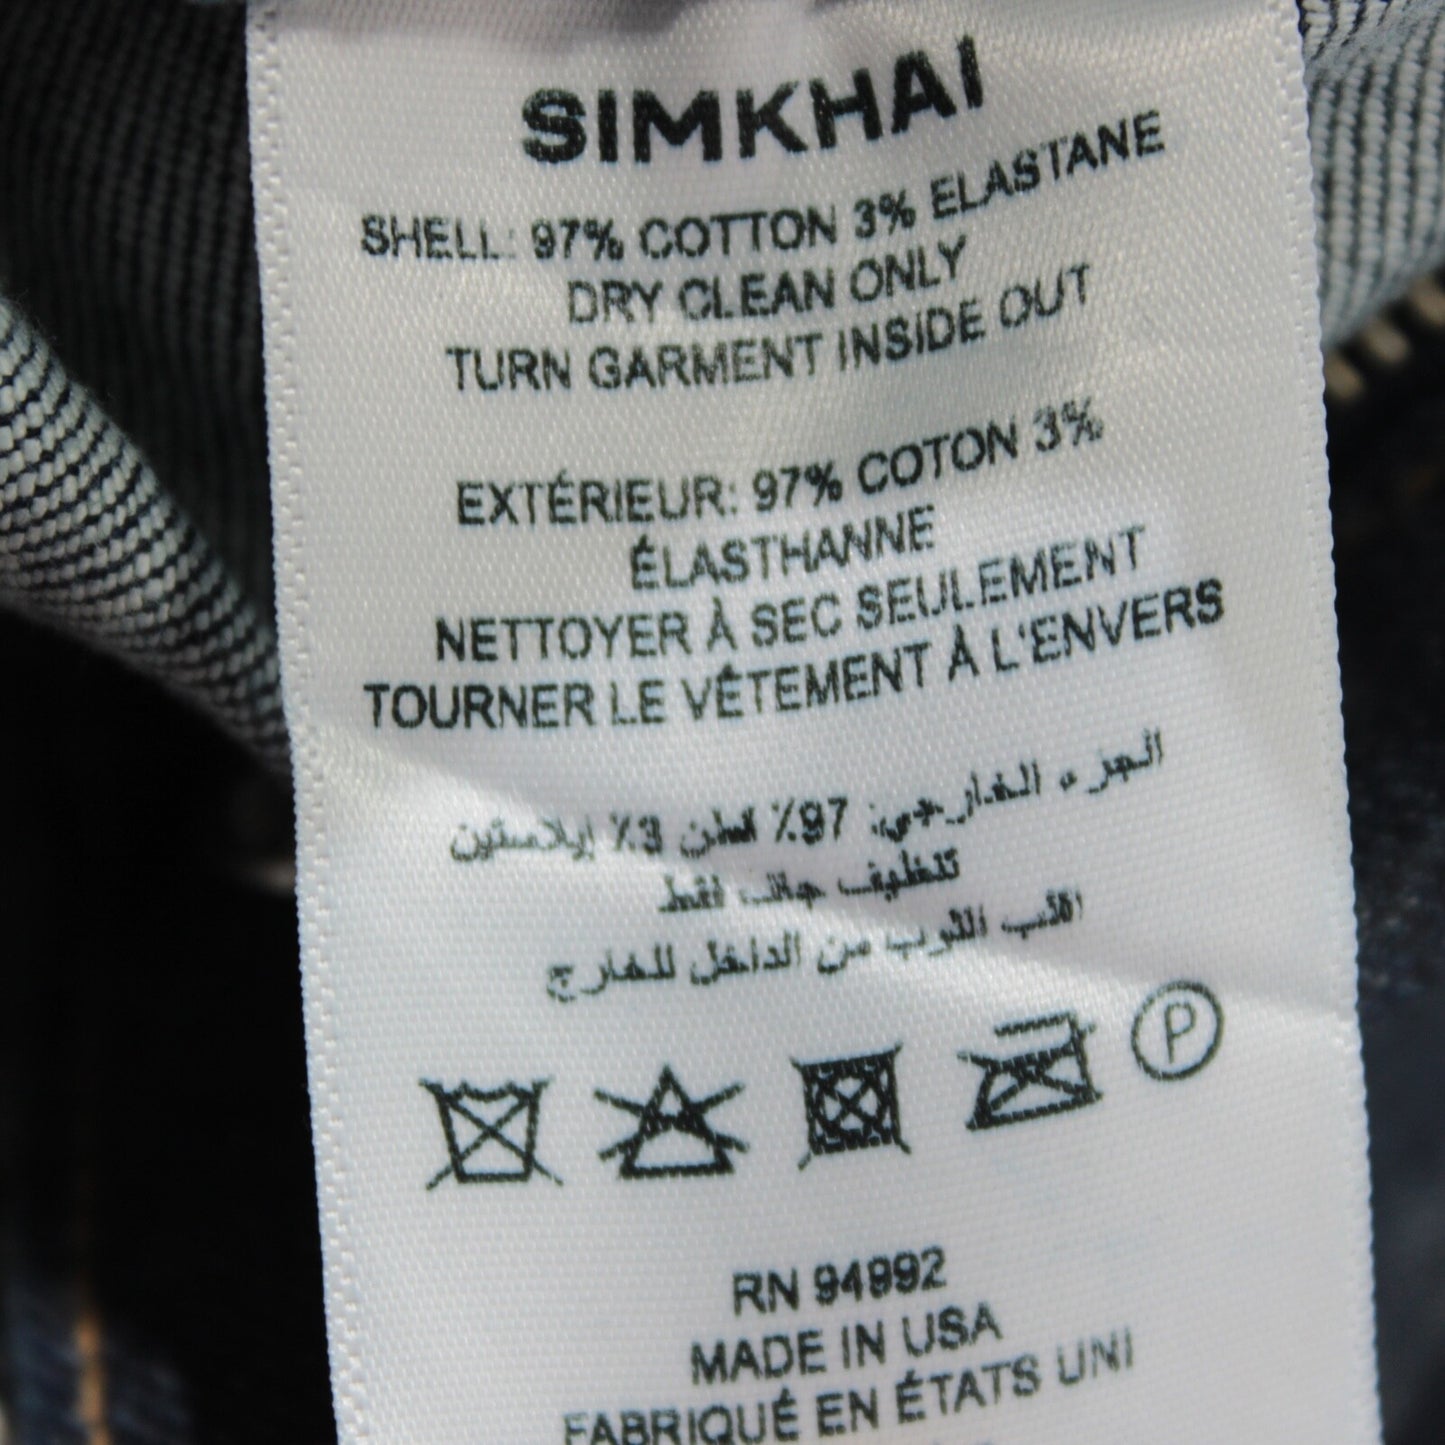 SIMKHAI
SHELL: 97% COTTON 3% ELASTANE
DRY CLEAN ONLY
TURN GARMENT INSIDE OUT
EXTÉRIEUR: 97% COTON 3%
ÉLASTHANNE
NETTOYER À SEC SEULEMENT
TOURNER LE VÊTEMENT À L'ENVERS
الجزء الخارجي: 97٪ قطن 3٪ إيلاستين
تنظيف جاف فقط
اقلب الثوب من الداخل للخارج
P
RN 94992
MADE IN USA
FABRIQUÉ EN ÉTATS UNI